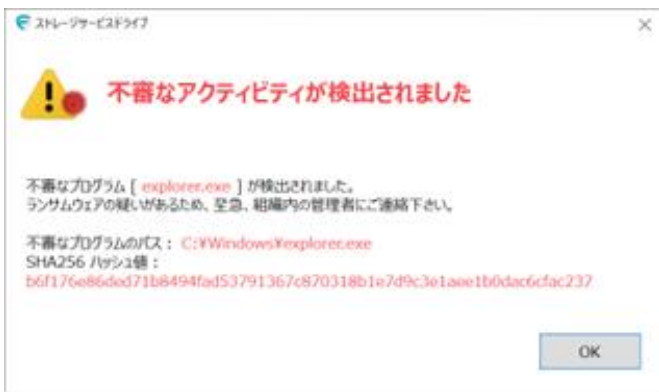 ストレージサービスドライブ
不審なアクティビティが検出されました
不審なプログラム [ explorer.exe ] が検出されました。
ランサムウェアの疑いがあるため、至急、組織内の管理者にご連絡下さい。
不審なプログラムのパス： C:¥Windows¥explorer.exe
SHA256 ハッシュ値：
b6f176e86ded71b8494fad53791367c870318b1e7d9c3e1aee1b0dac6cfac237
OK